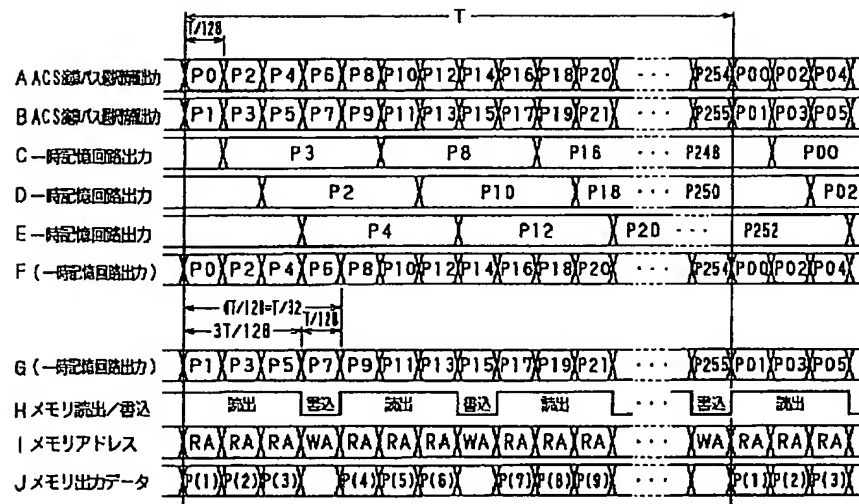 T
T/128
A ACS演算パス選択信号出力 P0 P2 P4 P6 P8 P10 P12 P14 P16 P18 P20 ··· P254 P00 P02 P04
B ACS演算パス選択信号出力 P1 P3 P5 P7 P9 P11 P13 P15 P17 P19 P21 ··· P255 P01 P03 P05
C 一時記憶回路出力 P3 P8 P16 ··· P248 P00
D 一時記憶回路出力 P2 P10 P18 ··· P250 P02
E 一時記憶回路出力 P4 P12 P20 ··· P252
F (一時記憶回路出力) P0 P2 P4 P6 P8 P10 P12 P14 P16 P18 P20 ··· P254 P00 P02 P04
4T/128=T/32
3T/128 T/128
G (一時記憶回路出力) P1 P3 P5 P7 P9 P11 P13 P15 P17 P19 P21 ··· P255 P01 P03 P05
H メモリ読出/書込 読出 書込 読出 書込 読出 ··· 書込 読出
I メモリアドレス RA RA RA WA RA RA RA WA RA RA RA ··· WA RA RA RA
J メモリ出力データ P(1) P(2) P(3) P(4) P(5) P(6) P(7) P(8) P(9) ··· P(1) P(2) P(3)